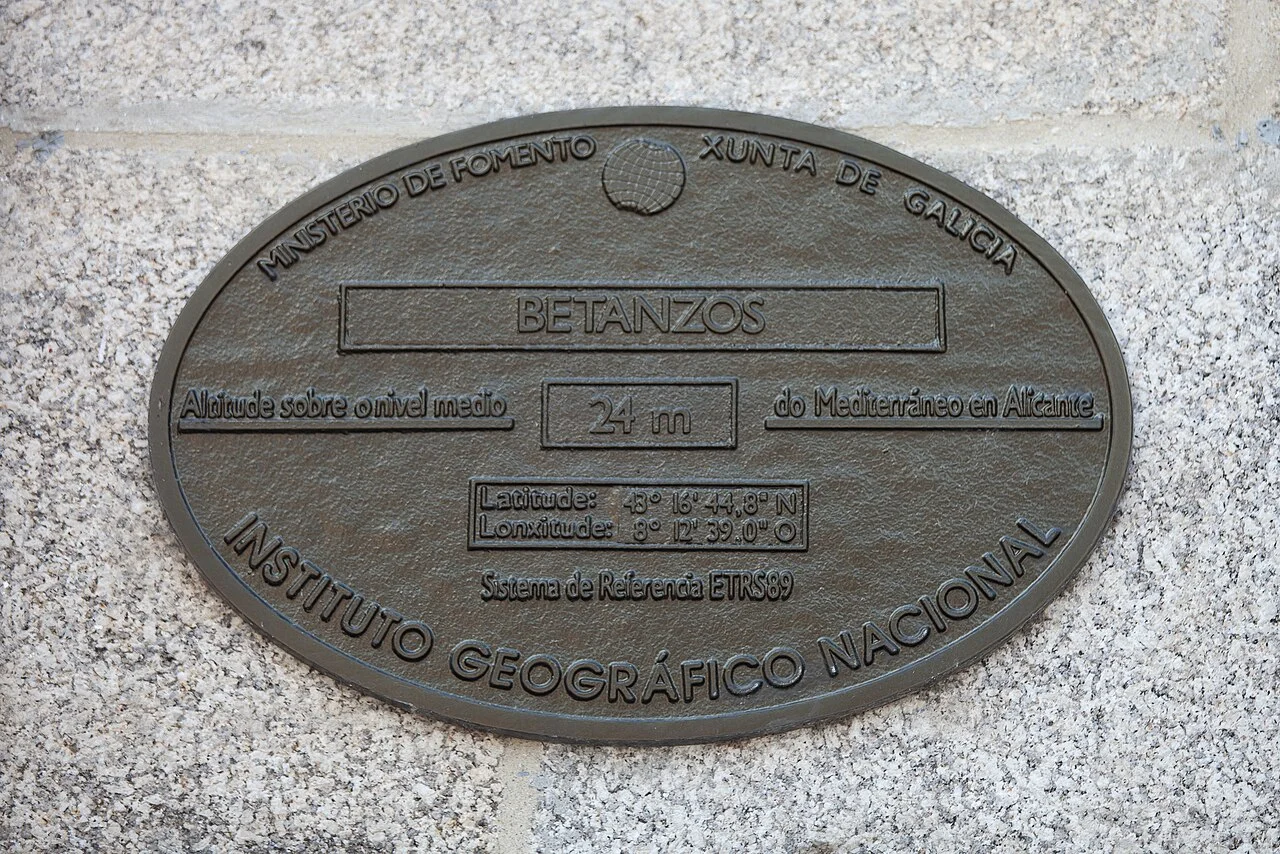 MINISTERIO DE FOMENTO
XUNTA DE GALICIA
BETANZOS
Altitude sobre o nivel medio
24 m
do Mediterráneo en Alicante
Latitude: 43° 16' 44,8" N
Lonxitude: 8° 12' 39.0" O
Sistema de Referencia ETRS89
INSTITUTO GEOGRÁFICO NACIONAL